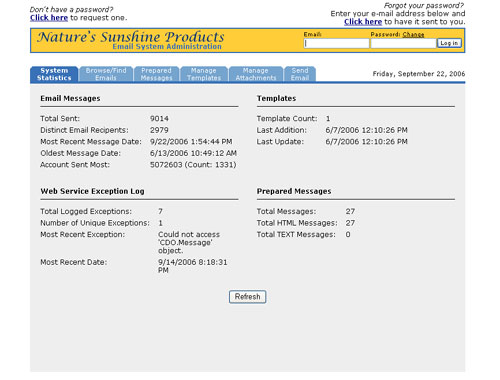 Don't have a password?
Click here to request one.
Forgot your password?
Enter your e-mail address below and
Click here to have it sent to you.
Nature's Sunshine Products
Email System Administration
Email:
Password: Change
Log in
System Statistics
Browse/Find Emails
Prepared Messages
Manage Templates
Manage Attachments
Send Email
Friday, September 22, 2006
Email Messages
Total Sent: 9014
Distinct Email Recipents: 2979
Most Recent Message Date: 9/22/2006 1:54:44 PM
Oldest Message Date: 6/13/2006 10:49:12 AM
Account Sent Most: 5072603 (Count: 1331)
Templates
Template Count: 1
Last Addition: 6/7/2006 12:10:26 PM
Last Update: 6/7/2006 12:10:26 PM
Web Service Exception Log
Total Logged Exceptions: 7
Number of Unique Exceptions: 1
Most Recent Exception: Could not access
'CDO.Message'
object.
Most Recent Date: 9/14/2006 8:18:31
PM
Prepared Messages
Total Messages: 27
Total HTML Messages: 27
Total TEXT Messages: 0
Refresh